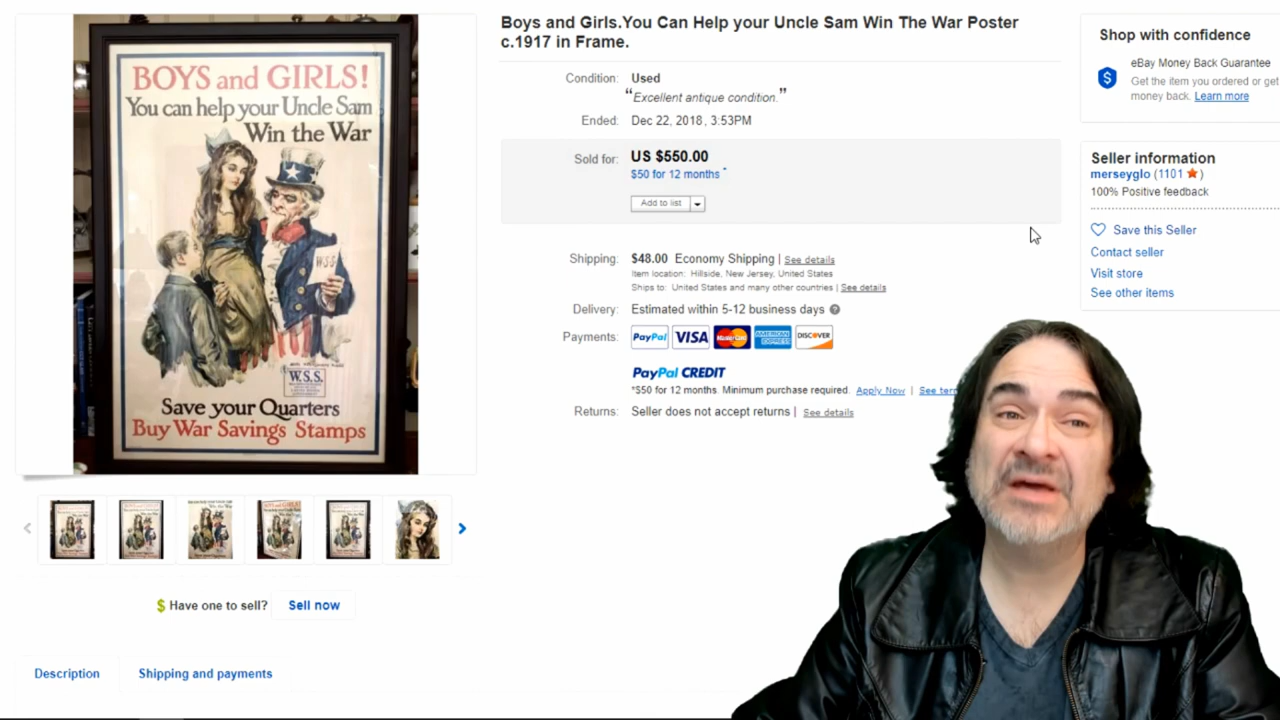 BOYS and GIRLS!
You can help your Uncle Sam
Win the War
W.S.S.
W.S.S.
Save your Quarters
Buy War Savings Stamps
$ Have one to sell? Sell now
Description Shipping and payments
Boys and Girls.You Can Help your Uncle Sam Win The War Poster
c.1917 in Frame.
Condition: Used
"Excellent antique condition."
Ended: Dec 22, 2018 , 3:53PM
Sold for: US $550.00
$50 for 12 months *
Add to list
Shipping: $48.00 Economy Shipping | See details
Item location: Hillside, New Jersey, United States
Ships to: United States and many other countries | See details
Delivery: Estimated within 5-12 business days ?
Payments: PayPal VISA MasterCard AMERICAN EXPRESS DISCOVER
PayPal CREDIT
*$50 for 12 months. Minimum purchase required. Apply Now | See
Returns: Seller does not accept returns | See details
Shop with confidence
eBay Money Back Guarantee
$ Get the item you ordered or get
money back. Learn more
Seller information
merseyglo (1101 ★ )
100% Positive feedback
Save this Seller
Contact seller
Visit store
See other items